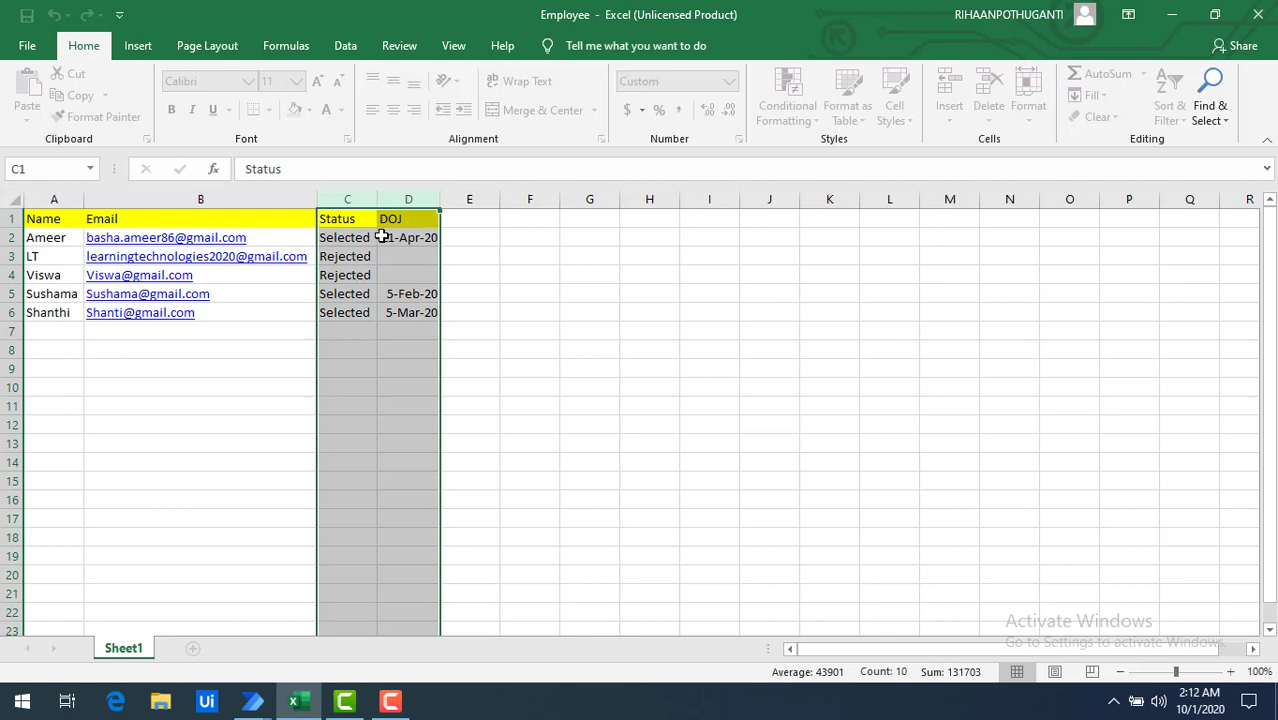 Employee - Excel (Unlicensed Product)
RIHAANPOTHUGANTI
File Home Insert Page Layout Formulas Data Review View Help Tell me what you want to do Share
Paste
Cut
Copy
Format Painter
Clipboard
Calibri 11
B I U
A
Font
Wrap Text
Merge & Center
Alignment
Custom
$ % ,
Number
Conditional Formatting
Format as Table
Cell Styles
Styles
Insert Delete Format
Cells
AutoSum
Fill
Clear
Sort & Filter
Find & Select
Editing
C1 fx Status
A B C D E F G H I J K L M N O P Q R
1 Name Email Status DOJ
2 Ameer basha.ameer86@gmail.com Selected 1-Apr-20
3 LT learningtechnologies2020@gmail.com Rejected
4 Viswa Viswa@gmail.com Rejected
5 Sushama Sushama@gmail.com Selected 5-Feb-20
6 Shanthi Shanti@gmail.com Selected 5-Mar-20
7
8
9
10
11
12
13
14
15
16
17
18
19
20
21
22
23
Activate Windows
Go to Settings to activate Windows.
Sheet1
Average: 43901 Count: 10 Sum: 131703 100%
Ui
2:12 AM
10/1/2020